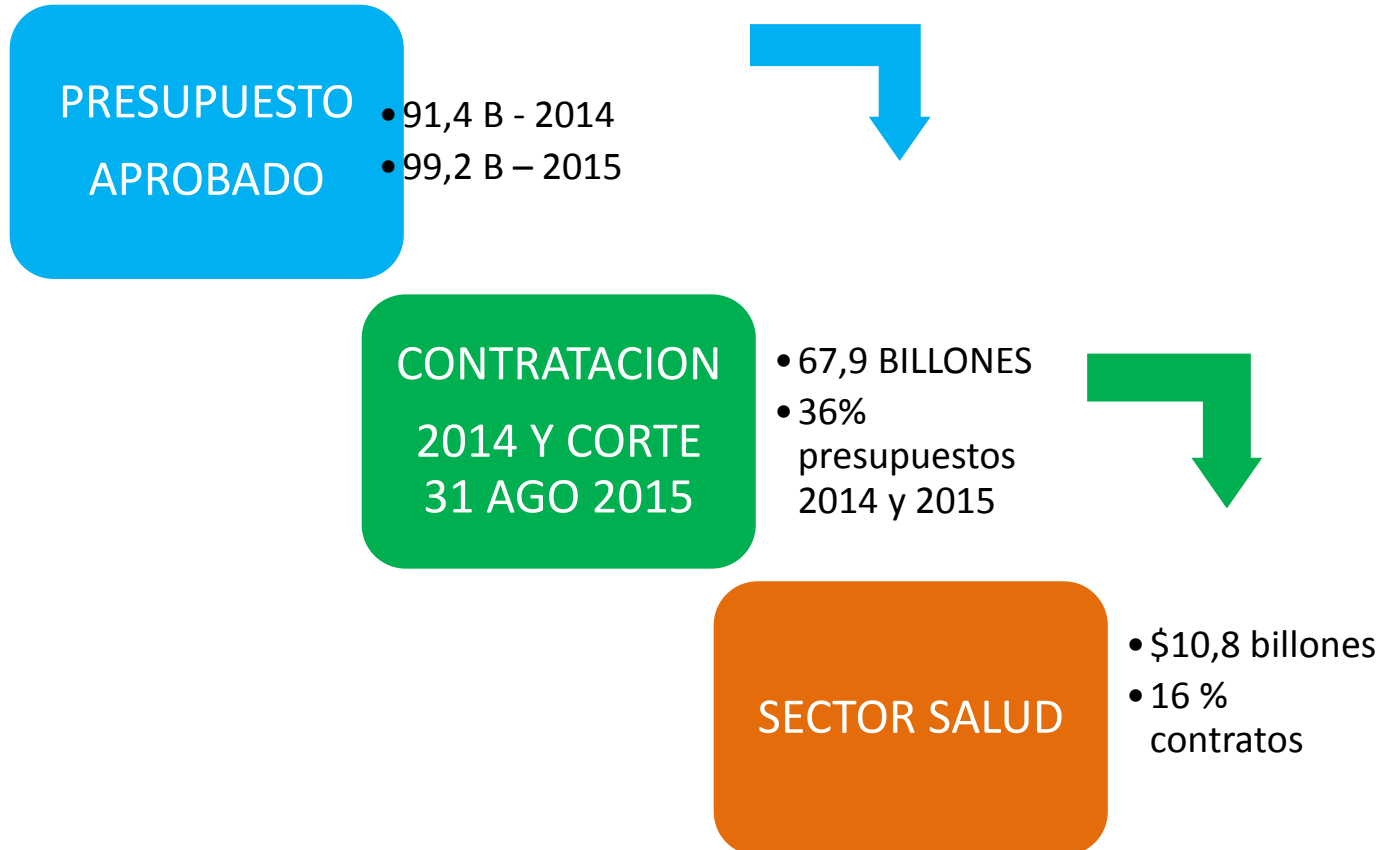 PRESUPUESTO
APROBADO
•91,4 B - 2014
•99,2 B – 2015
CONTRATACION
2014 Y CORTE
31 AGO 2015
•67,9 BILLONES
•36%
presupuestos
2014 y 2015
SECTOR SALUD
•$10,8 billones
•16 %
contratos